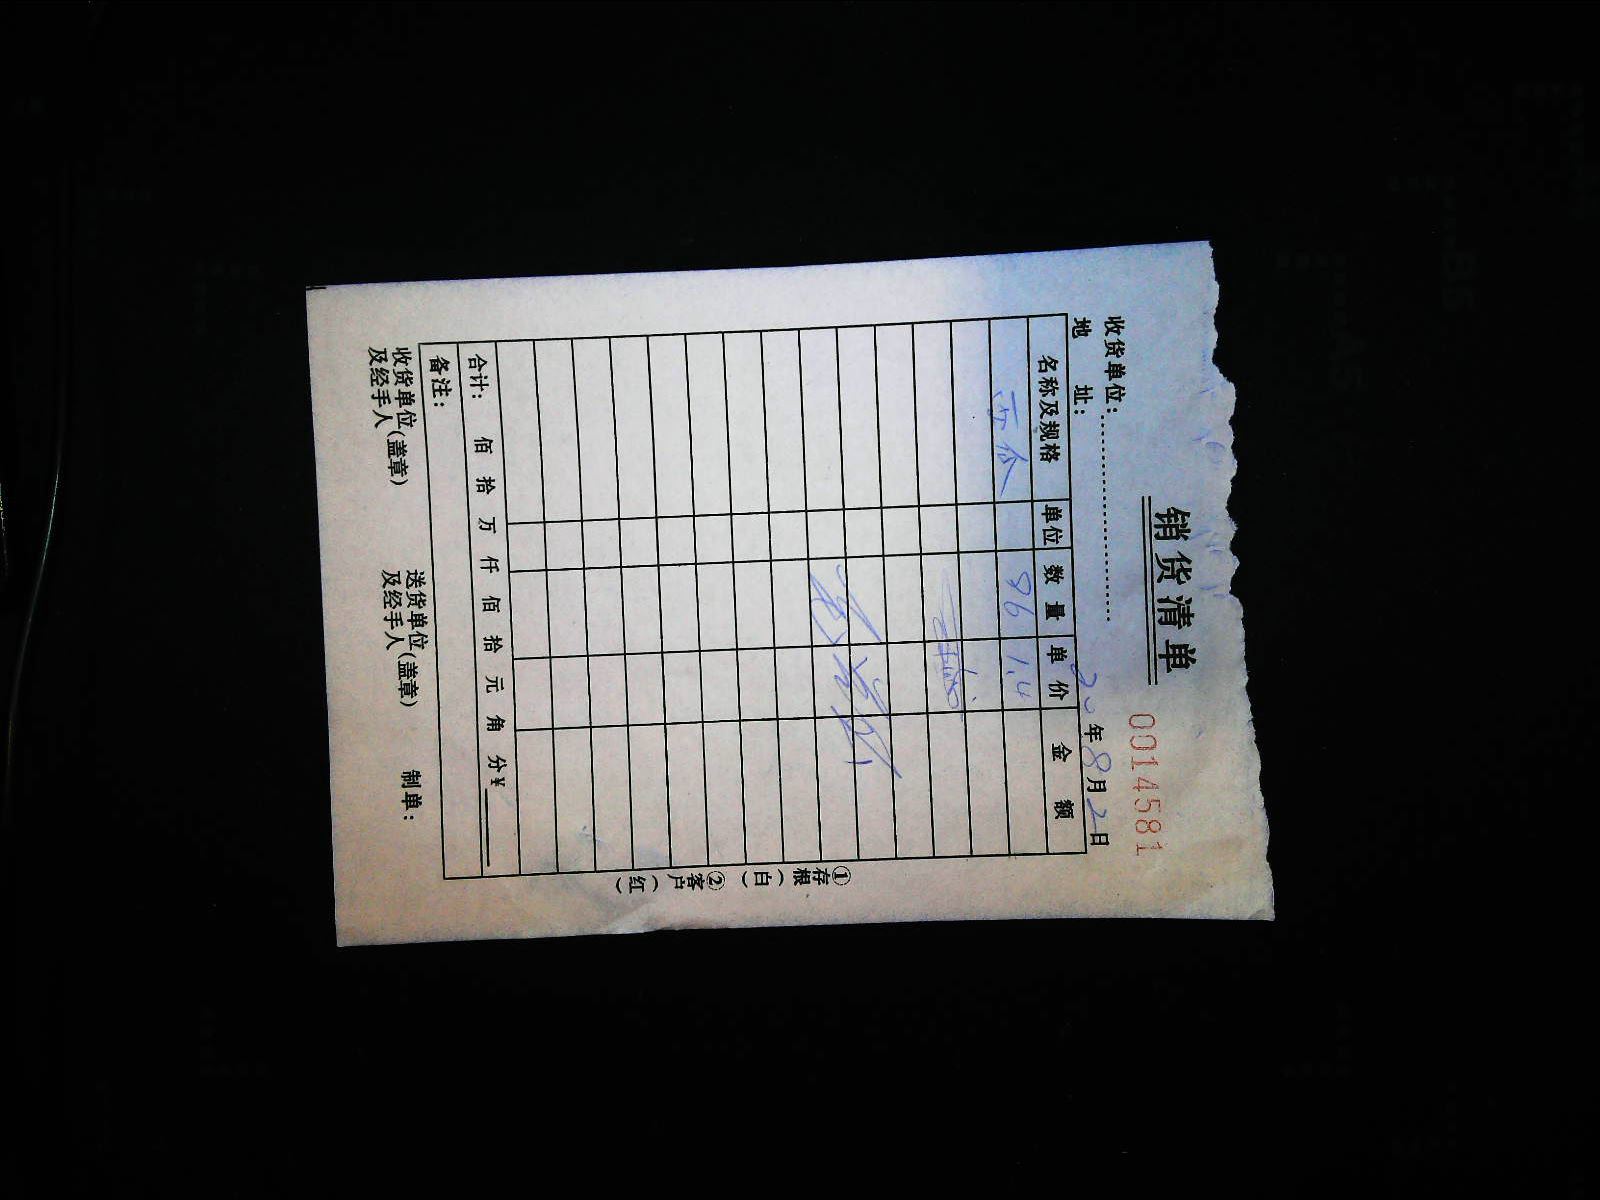 销货清单
0014581
收货单位：
20年8月2日
地 址：
名称及规格 单位 数量 单价 金额
96 1.4
合计： 佰 拾 万 仟 佰 拾 元 角 分¥
备注：
收货单位(盖章)
及经手人
送货单位(盖章)
及经手人
制单：
①存根(白) ②客户(红)